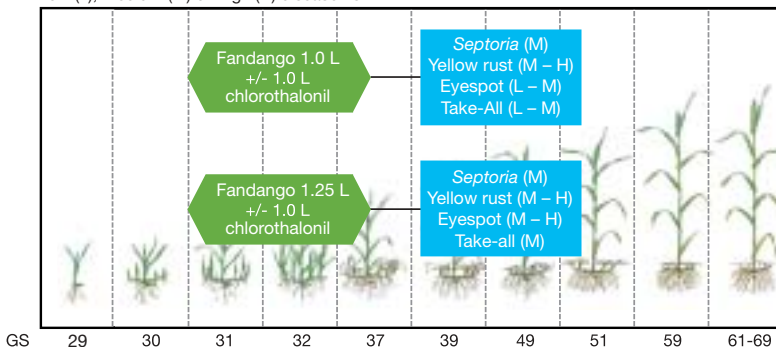 Fandango 1.0 L
+/- 1.0 L
chlorothalonil
Septoria (M)
Yellow rust (M – H)
Eyespot (L – M)
Take-All (L – M)
Fandango 1.25 L
+/- 1.0 L
chlorothalonil
Septoria (M)
Yellow rust (M – H)
Eyespot (M – H)
Take-all (M)
GS 29 30 31 32 37 39 49 51 59 61-69